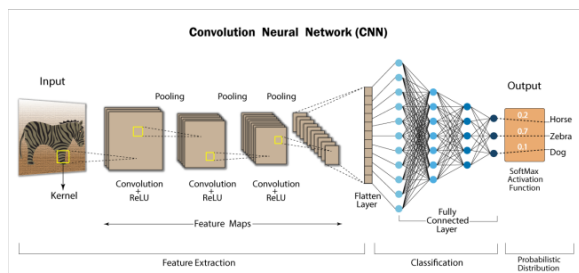 Convolution Neural Network (CNN)
Input
Pooling
Pooling
Pooling
Output
0.2
Horse
0.7
Zebra
0.1
Dog
Kernel
Convolution
+
ReLU
Convolution
+
ReLU
Convolution
+
ReLU
Flatten
Layer
SoftMax
Activation
Function
Feature Maps
Fully
Connected
Layer
Feature Extraction
Classification
Probabilistic
Distribution